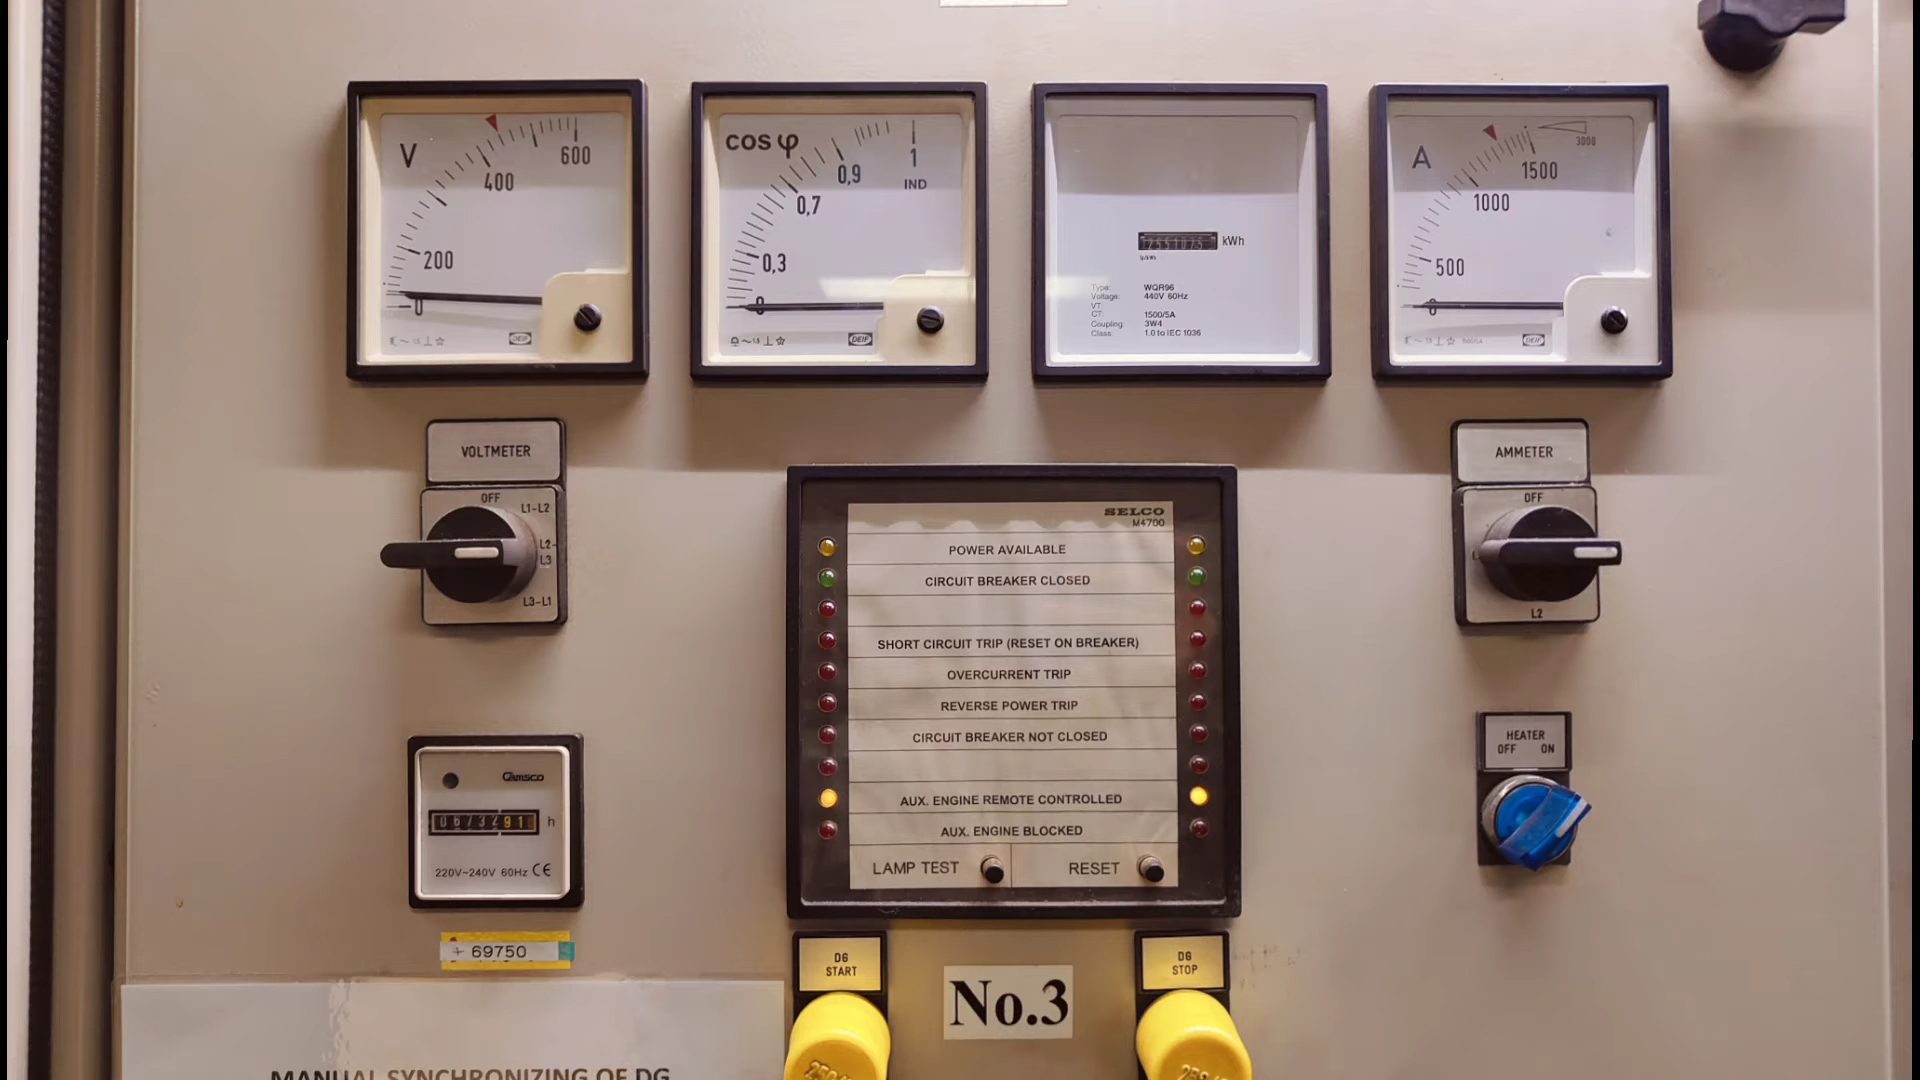 V
200
400
600
0
DEIF
cos φ
0,3
0,7
0,9
1
IND
0
DEIF
kWh
Type: WQR96
Voltage: 440V 60Hz
VT:
CT: 1500/5A
Coupling: 3W4
Class: 1.0 to IEC 1036
A
500
1000
1500
3000
0
DEIF
VOLTMETER
OFF
L1-L2
L2-
L3
L3-L1
AMMETER
OFF
L2
SELCO
M4700
POWER AVAILABLE
CIRCUIT BREAKER CLOSED
SHORT CIRCUIT TRIP (RESET ON BREAKER)
OVERCURRENT TRIP
REVERSE POWER TRIP
CIRCUIT BREAKER NOT CLOSED
AUX. ENGINE REMOTE CONTROLLED
AUX. ENGINE BLOCKED
LAMP TEST
RESET
HEATER
OFF ON
Camsco
h
220V~240V 60Hz CE
+ 69750
DG
START
No.3
DG
STOP
MANUAL SYNCHRONIZING OF DG